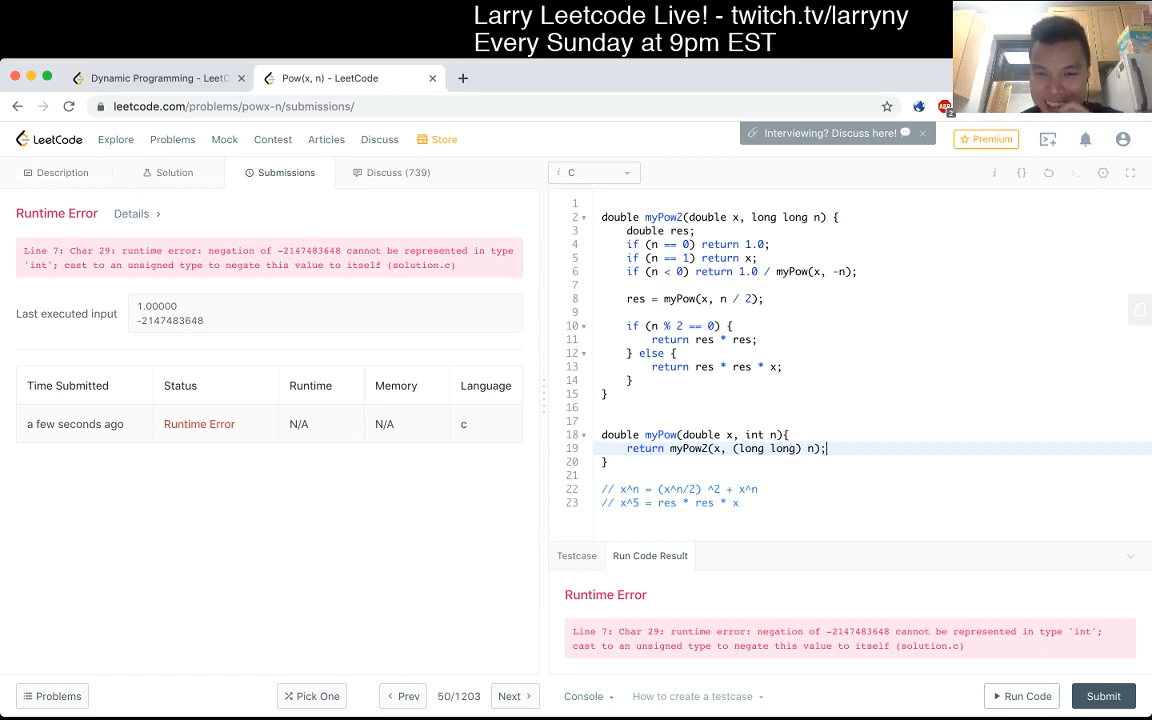 Larry Leetcode Live! - twitch.tv/larryny
Every Sunday at 9pm EST
Dynamic Programming - LeetC
Pow(x, n) - LeetCode
leetcode.com/problems/powx-n/submissions/
LeetCode
Explore
Problems
Mock
Contest
Articles
Discuss
Store
Interviewing? Discuss here!
Premium
Description
Solution
Submissions
Discuss (739)
i C
Runtime Error
Details
Line 7: Char 29: runtime error: negation of -2147483648 cannot be represented in type
'int'; cast to an unsigned type to negate this value to itself (solution.c)
Last executed input
1.00000
-2147483648
Time Submitted Status Runtime Memory Language
a few seconds ago Runtime Error N/A N/A c
1
2 double myPow2(double x, long long n) {
3 double res;
4 if (n == 0) return 1.0;
5 if (n == 1) return x;
6 if (n < 0) return 1.0 / myPow(x, -n);
7
8 res = myPow(x, n / 2);
9
10 if (n % 2 == 0) {
11 return res * res;
12 } else {
13 return res * res * x;
14 }
15 }
16
17
18 double myPow(double x, int n){
19 return myPow2(x, (long long) n);
20 }
21
22 // x^n = (x^n/2) ^2 + x^n
23 // x^5 = res * res * x
Testcase
Run Code Result
Runtime Error
Line 7: Char 29: runtime error: negation of -2147483648 cannot be represented in type 'int';
cast to an unsigned type to negate this value to itself (solution.c)
Problems
Pick One
Prev
50/1203
Next
Console
How to create a testcase
Run Code
Submit